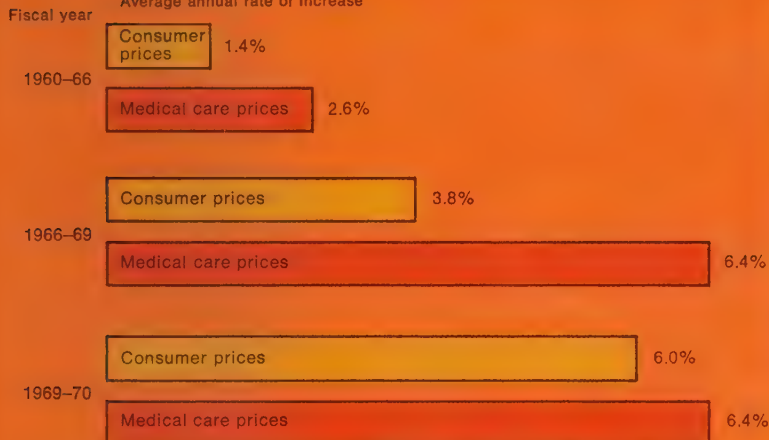 Average annual rate of increase
Fiscal year
Consumer
prices
1.4%
1960–66
Medical care prices
2.6%
Consumer prices
3.8%
1966–69
Medical care prices
6.4%
Consumer prices
6.0%
1969–70
Medical care prices
6.4%